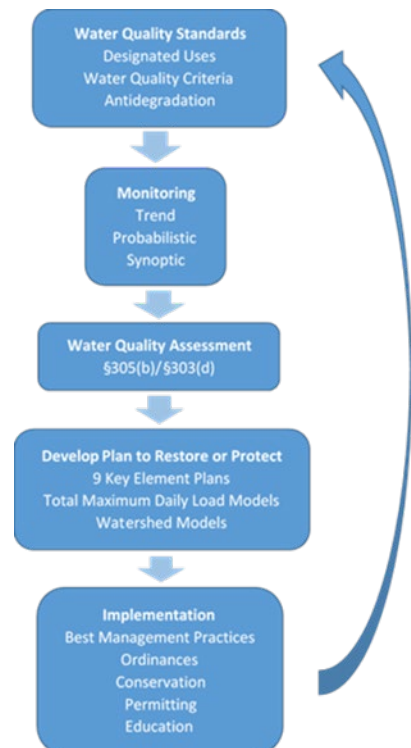 Water Quality Standards
Designated Uses
Water Quality Criteria
Antidegradation
Monitoring
Trend
Probabilistic
Synoptic
Water Quality Assessment
§305(b)/§303(d)
Develop Plan to Restore or Protect
9 Key Element Plans
Total Maximum Daily Load Models
Watershed Models
Implementation
Best Management Practices
Ordinances
Conservation
Permitting
Education